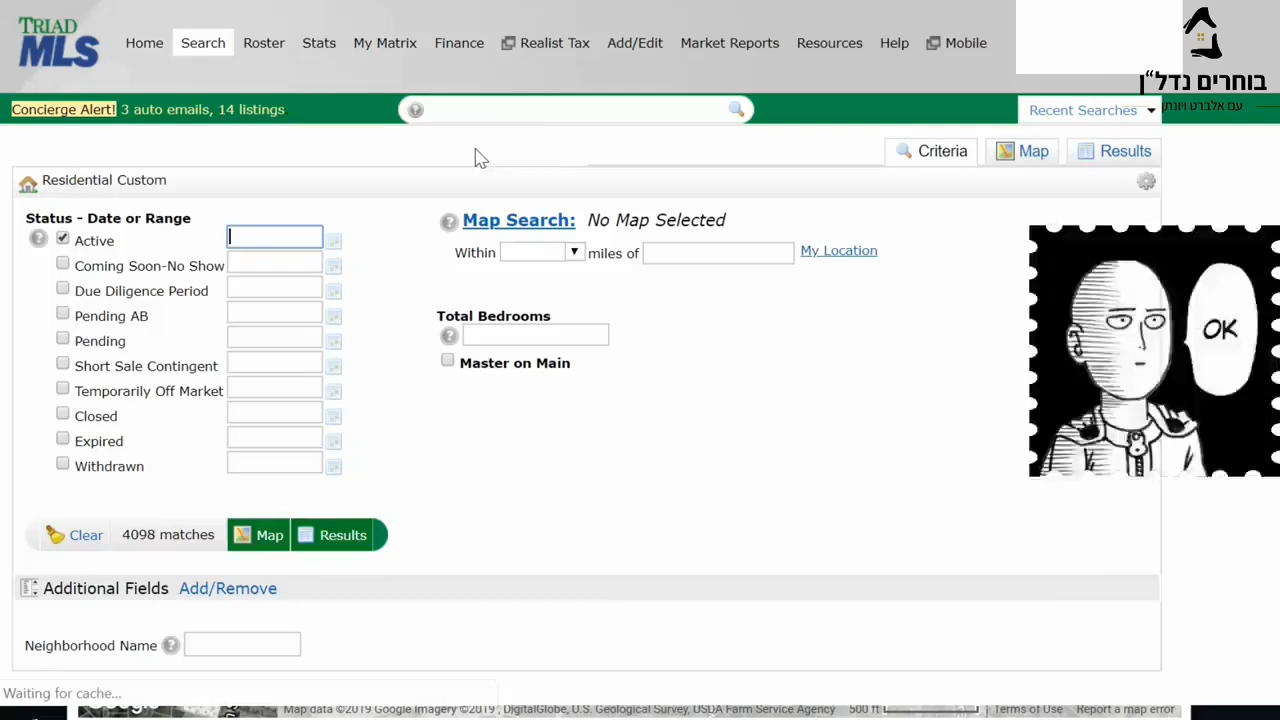 TRIAD
MLS
Home
Search
Roster
Stats
My Matrix
Finance
Realist Tax
Add/Edit
Market Reports
Resources
Help
Mobile
בוחרים נדל"ן
עם אלברט ויונתן
Concierge Alert! 3 auto emails, 14 listings
Recent Searches
Criteria
Map
Results
Residential Custom
Status - Date or Range
Active
Coming Soon-No Show
Due Diligence Period
Pending AB
Pending
Short Sale Contingent
Temporarily Off Market
Closed
Expired
Withdrawn
Map Search: No Map Selected
Within
miles of
My Location
Total Bedrooms
Master on Main
OK
Clear
4098 matches
Map
Results
Additional Fields Add/Remove
Neighborhood Name
Waiting for cache...
Google
Map data ©2019 Google Imagery ©2019 , DigitalGlobe, U.S. Geological Survey, USDA Farm Service Agency
500 ft
Terms of Use
Report a map error